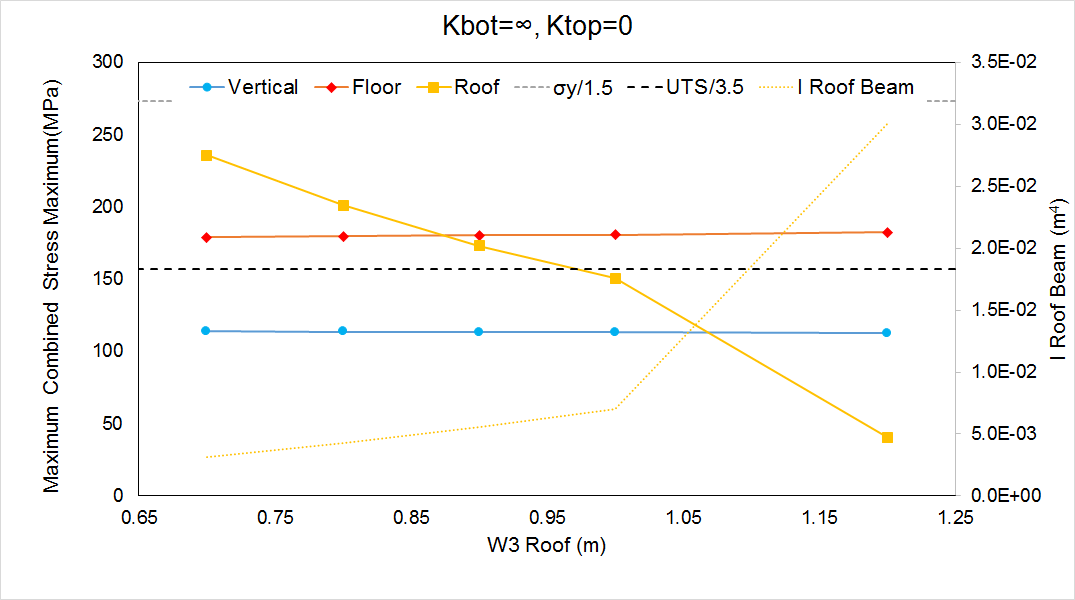 Kbot=∞, Ktop=0
Vertical Floor Roof σy/1.5 UTS/3.5 I Roof Beam
Maximum Combined Stress Maximum(MPa)
300
250
200
150
100
50
0
3.5E-02
3.0E-02
2.5E-02
2.0E-02
1.5E-02
1.0E-02
5.0E-03
0.0E+00
I Roof Beam (m⁴)
0.65 0.75 0.85 0.95 1.05 1.15 1.25
W3 Roof (m)